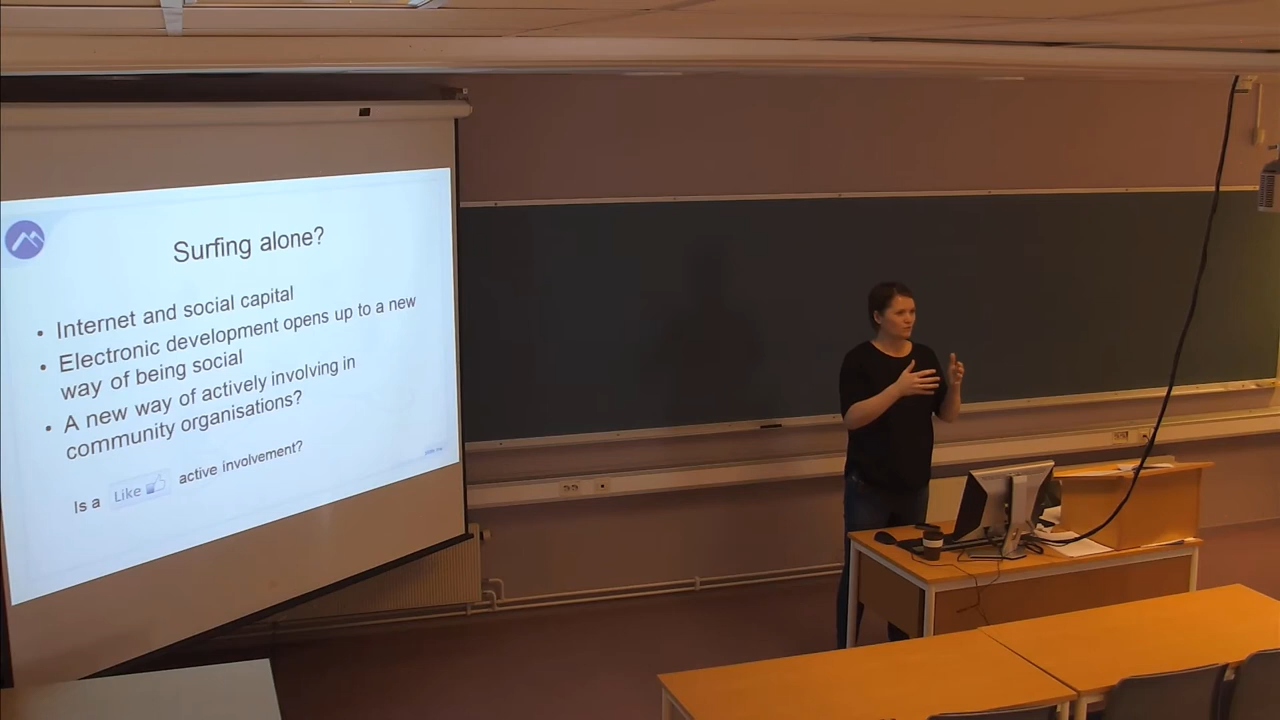 Surfing alone?
• Internet and social capital
• Electronic development opens up to a new
way of being social
• A new way of actively involving in
community organisations?
Is a Like active involvement?